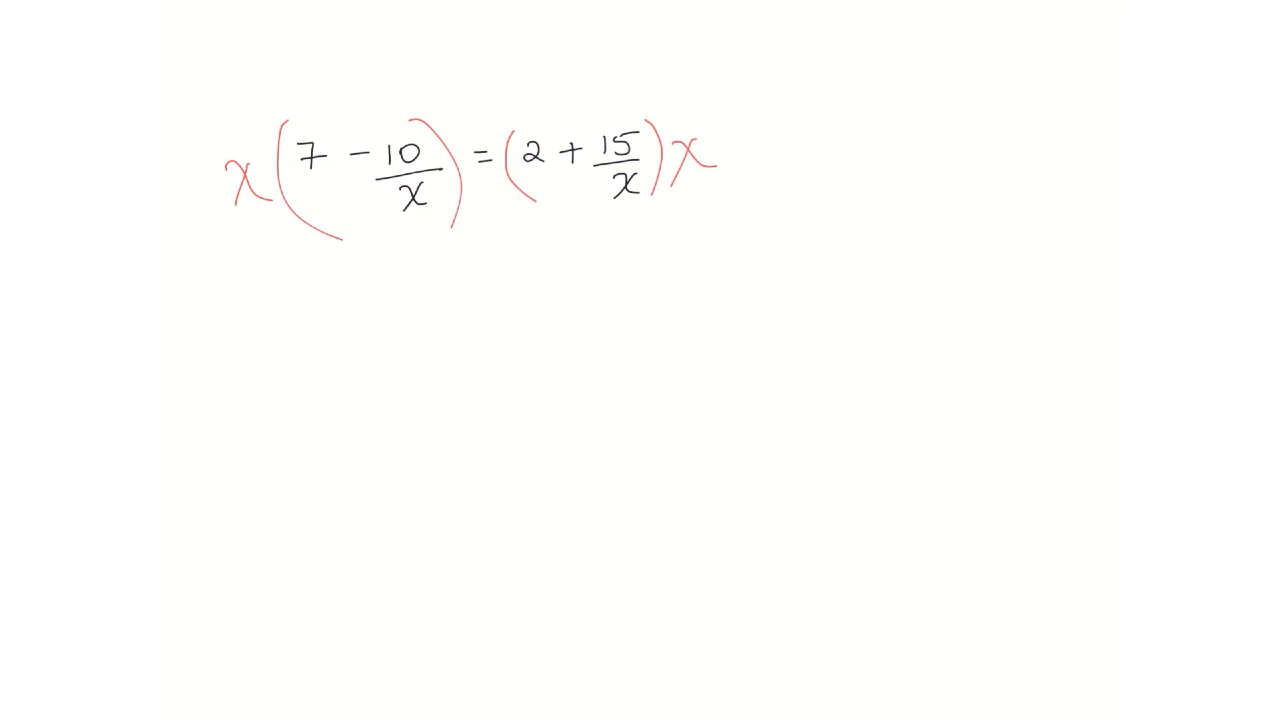 x(7 - 10/x) = (2 + 15/x)x